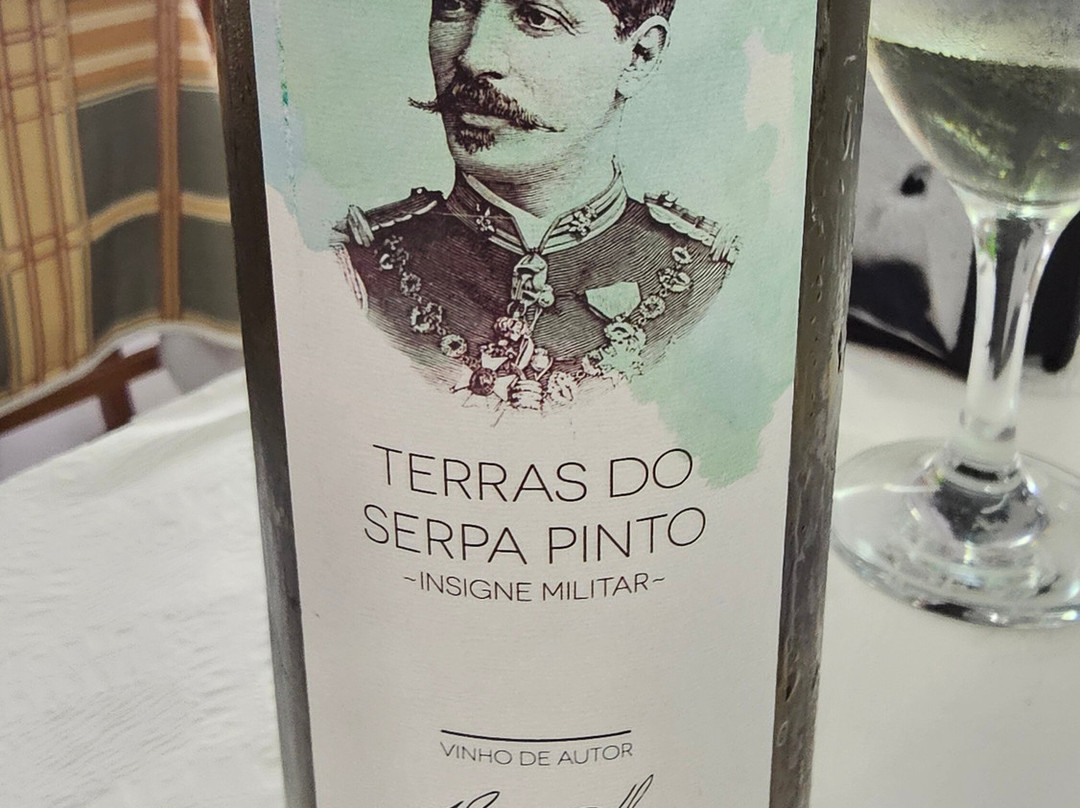 TERRAS DO
SERPA PINTO
~INSIGNE MILITAR~
VINHO DE AUTOR